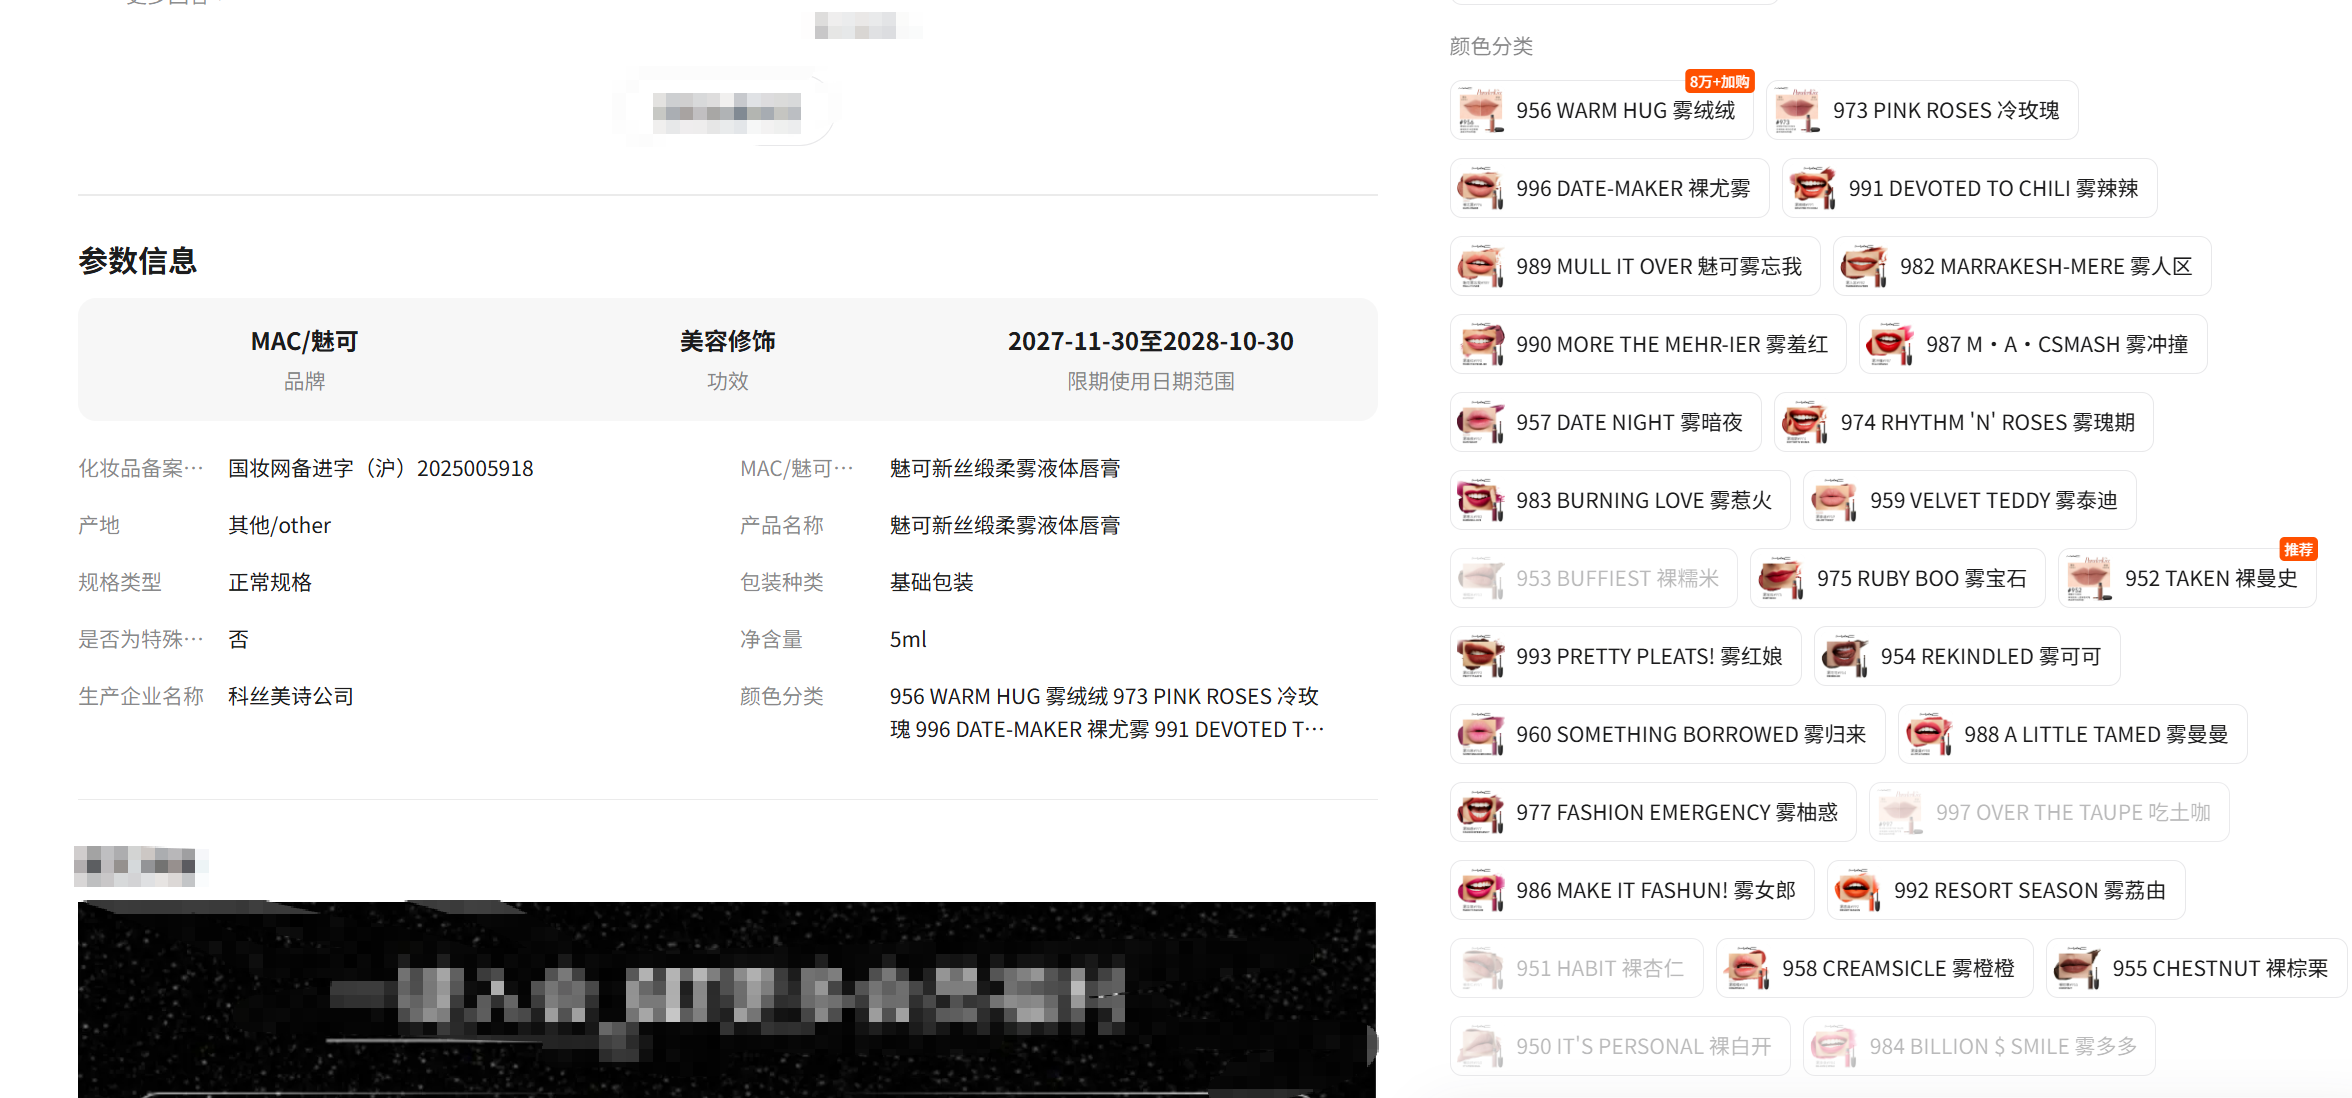 参数信息
MAC/魅可
品牌
美容修饰
功效
2027-11-30至2028-10-30
限期使用日期范围
化妆品备案… 国妆网备进字（沪）2025005918
MAC/魅可… 魅可新丝缎柔雾液体唇膏
产地 其他/other
产品名称 魅可新丝缎柔雾液体唇膏
规格类型 正常规格
包装种类 基础包装
是否为特殊… 否
净含量 5ml
生产企业名称 科丝美诗公司
颜色分类 956 WARM HUG 雾绒绒 973 PINK ROSES 冷玫
瑰 996 DATE-MAKER 裸尤雾 991 DEVOTED T…
颜色分类
8万+加购
956 WARM HUG 雾绒绒
973 PINK ROSES 冷玫瑰
996 DATE-MAKER 裸尤雾
991 DEVOTED TO CHILI 雾辣辣
989 MULL IT OVER 魅可雾忘我
982 MARRAKESH-MERE 雾人区
990 MORE THE MEHR-IER 雾羞红
987 M・A・CSMASH 雾冲撞
957 DATE NIGHT 雾暗夜
974 RHYTHM 'N' ROSES 雾瑰期
983 BURNING LOVE 雾惹火
959 VELVET TEDDY 雾泰迪
953 BUFFIEST 裸糯米
975 RUBY BOO 雾宝石
推荐
952 TAKEN 裸曼史
993 PRETTY PLEATS! 雾红娘
954 REKINDLED 雾可可
960 SOMETHING BORROWED 雾归来
988 A LITTLE TAMED 雾曼曼
977 FASHION EMERGENCY 雾柚惑
997 OVER THE TAUPE 吃土咖
986 MAKE IT FASHUN! 雾女郎
992 RESORT SEASON 雾荔由
951 HABIT 裸杏仁
958 CREAMSICLE 雾橙橙
955 CHESTNUT 裸棕栗
950 IT'S PERSONAL 裸白开
984 BILLION $ SMILE 雾多多